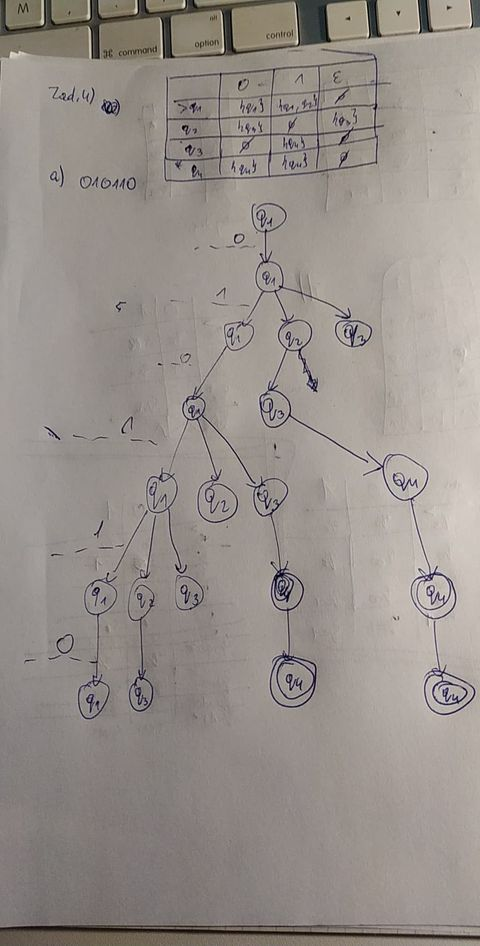 M
⌘ command
alt
option
control
Zad. 4)
0 1 ε
>q1 {q1} {q1, q2} ∅
q2 {q3} ∅ {q3}
q3 ∅ {q4} ∅
* q4 {q4} {q4} ∅
a) 010110
q1
0
q1
1
q1 q2 q3
0
q1 q3
1
q1 q2 q3 q4
1
q1 q2 q3 q4
0
q1 q3 q4 q4